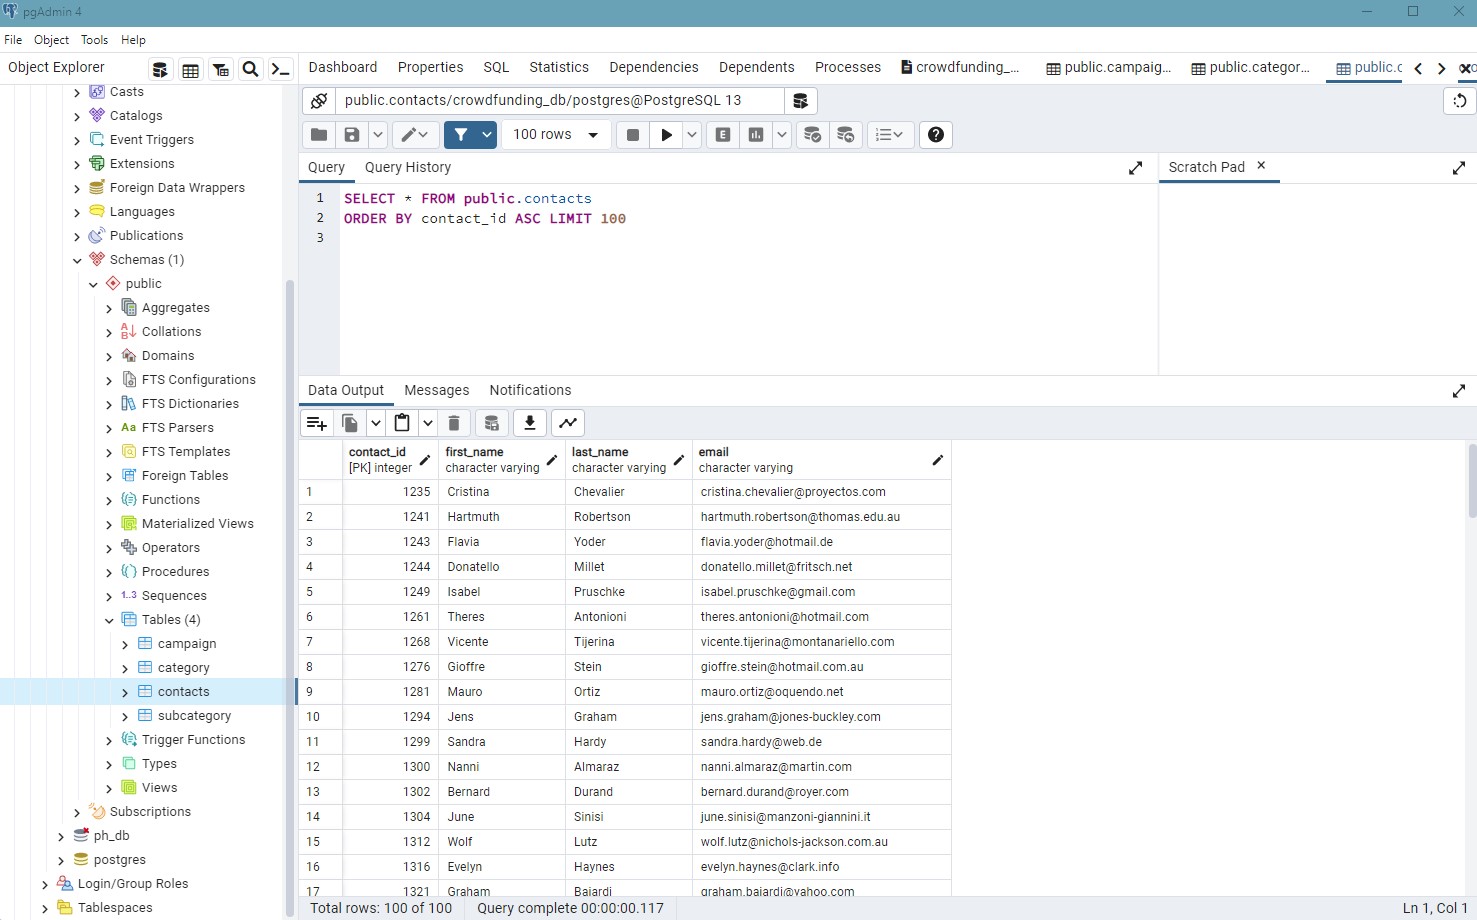 pgAdmin 4
File Object Tools Help
Object Explorer
Dashboard Properties SQL Statistics Dependencies Dependents Processes crowdfunding_... public.campaig... public.categor... public.c
public.contacts/crowdfunding_db/postgres@PostgreSQL 13
100 rows
E
Query Query History
Scratch Pad
1 SELECT * FROM public.contacts
2 ORDER BY contact_id ASC LIMIT 100
3
Casts
Catalogs
Event Triggers
Extensions
Foreign Data Wrappers
Languages
Publications
Schemas (1)
public
Aggregates
Collations
Domains
FTS Configurations
FTS Dictionaries
Aa FTS Parsers
FTS Templates
Foreign Tables
Functions
Materialized Views
Operators
Procedures
1..3 Sequences
Tables (4)
campaign
category
contacts
subcategory
Trigger Functions
Types
Views
Subscriptions
ph_db
postgres
Login/Group Roles
Tablespaces
Data Output Messages Notifications
contact_id first_name last_name email
[PK] integer character varying character varying character varying
1 1235 Cristina Chevalier cristina.chevalier@proyectos.com
2 1241 Hartmuth Robertson hartmuth.robertson@thomas.edu.au
3 1243 Flavia Yoder flavia.yoder@hotmail.de
4 1244 Donatello Millet donatello.millet@fritsch.net
5 1249 Isabel Pruschke isabel.pruschke@gmail.com
6 1261 Theres Antonioni theres.antonioni@hotmail.com
7 1268 Vicente Tijerina vicente.tijerina@montanariello.com
8 1276 Gioffre Stein gioffre.stein@hotmail.com.au
9 1281 Mauro Ortiz mauro.ortiz@oquendo.net
10 1294 Jens Graham jens.graham@jones-buckley.com
11 1299 Sandra Hardy sandra.hardy@web.de
12 1300 Nanni Almaraz nanni.almaraz@martin.com
13 1302 Bernard Durand bernard.durand@royer.com
14 1304 June Sinisi june.sinisi@manzoni-giannini.it
15 1312 Wolf Lutz wolf.lutz@nichols-jackson.com.au
16 1316 Evelyn Haynes evelyn.haynes@clark.info
17 1321 Graham Baiardi graham.baiardi@yahoo.com
Total rows: 100 of 100 Query complete 00:00:00.117 Ln 1, Col 1